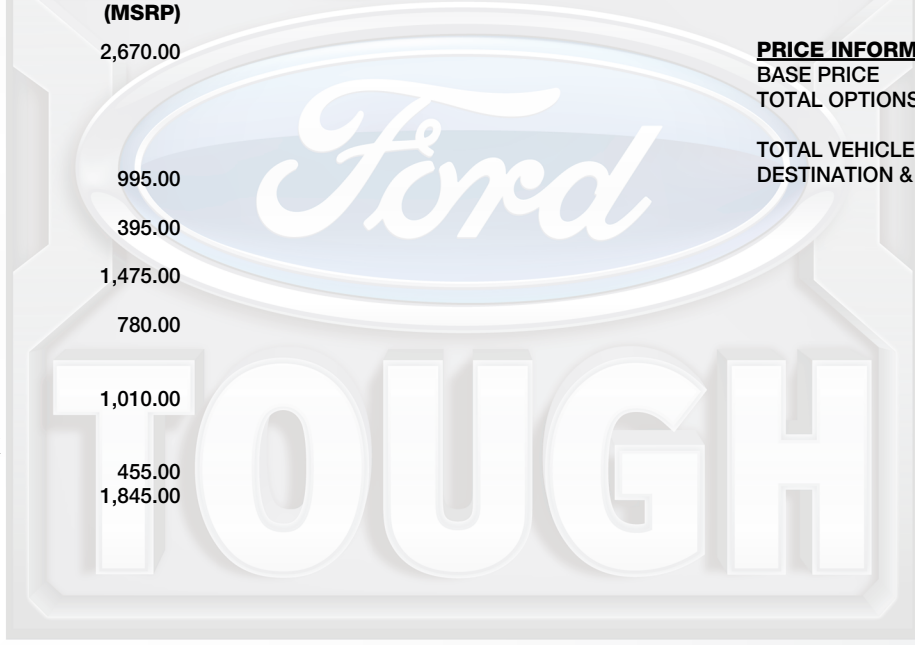 (MSRP)
2,670.00
995.00
395.00
1,475.00
780.00
1,010.00
455.00
1,845.00
PRICE INFORM
BASE PRICE
TOTAL OPTIONS
TOTAL VEHICLE
DESTINATION &
Ford
TOUGH